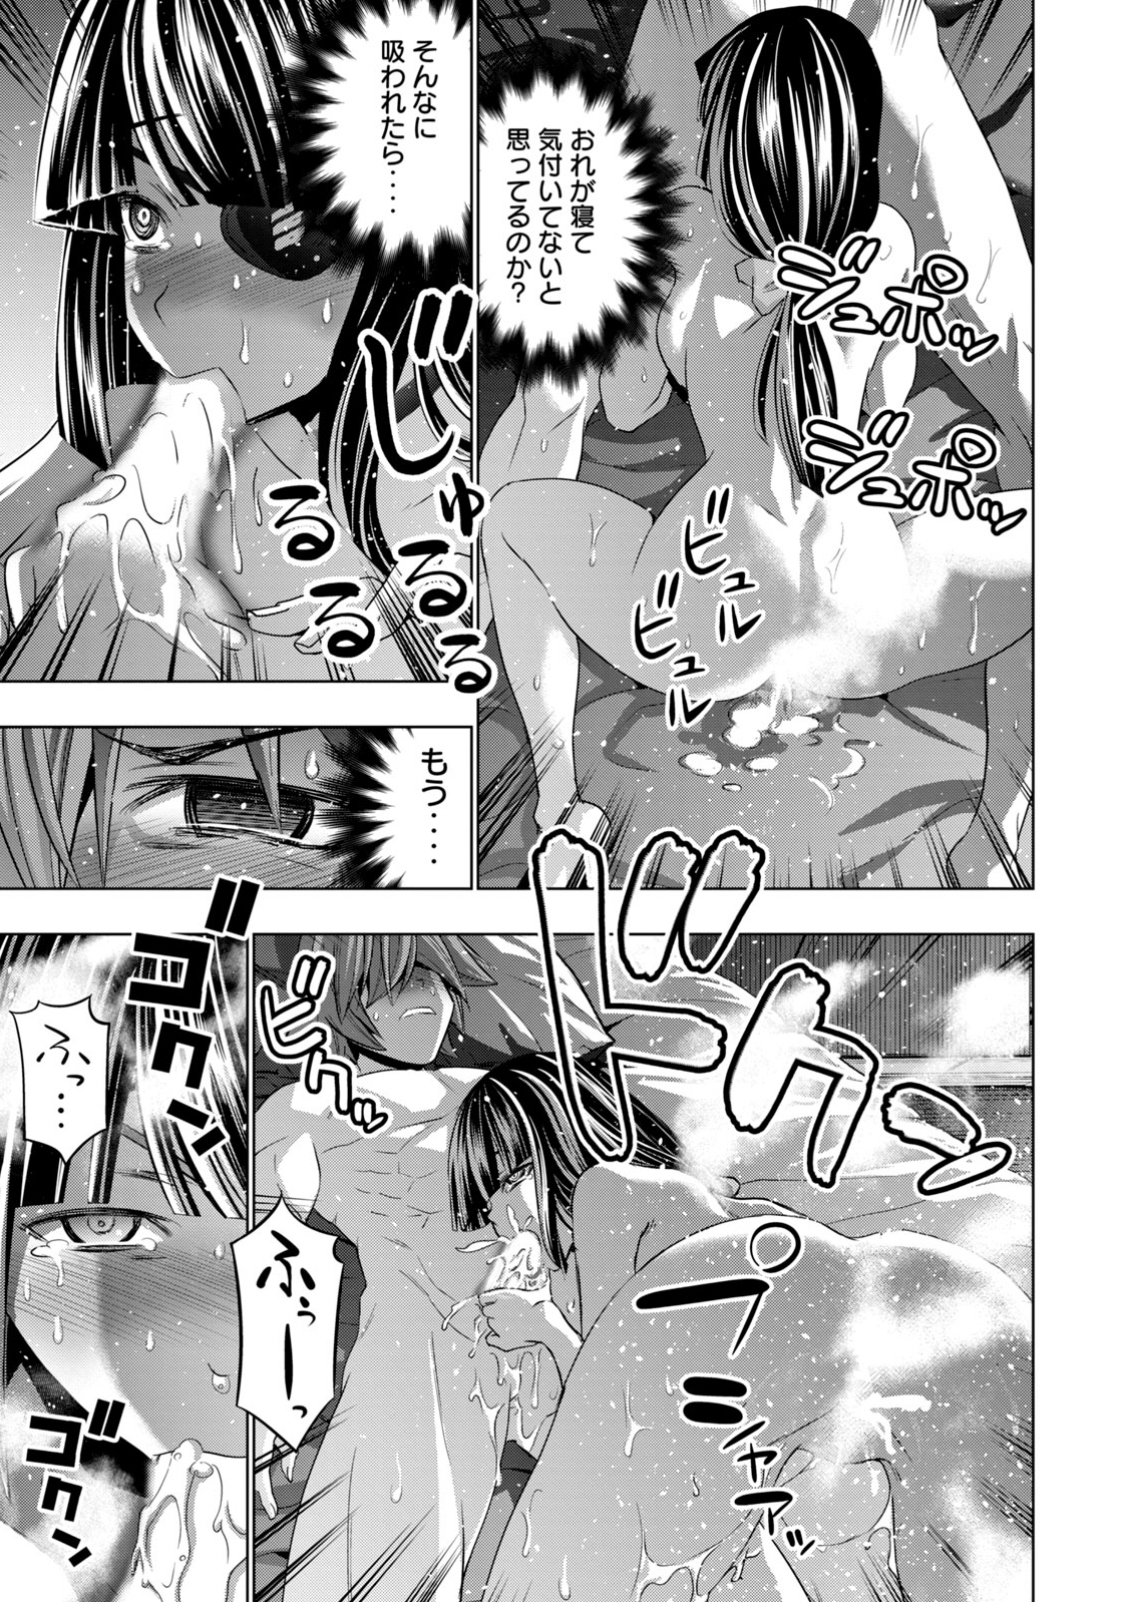 おれが寝て
気付いてないと
思ってるのか？
ジュポッ
ジュポッ
ビュル
ビュル
そんなに
吸われたら‥‥
じゅるるる
るる
もう‥‥
ドドクン
ビクッ
ふぅーっ
プシャアァッ
ゴクン
ふっ…
ゴクン